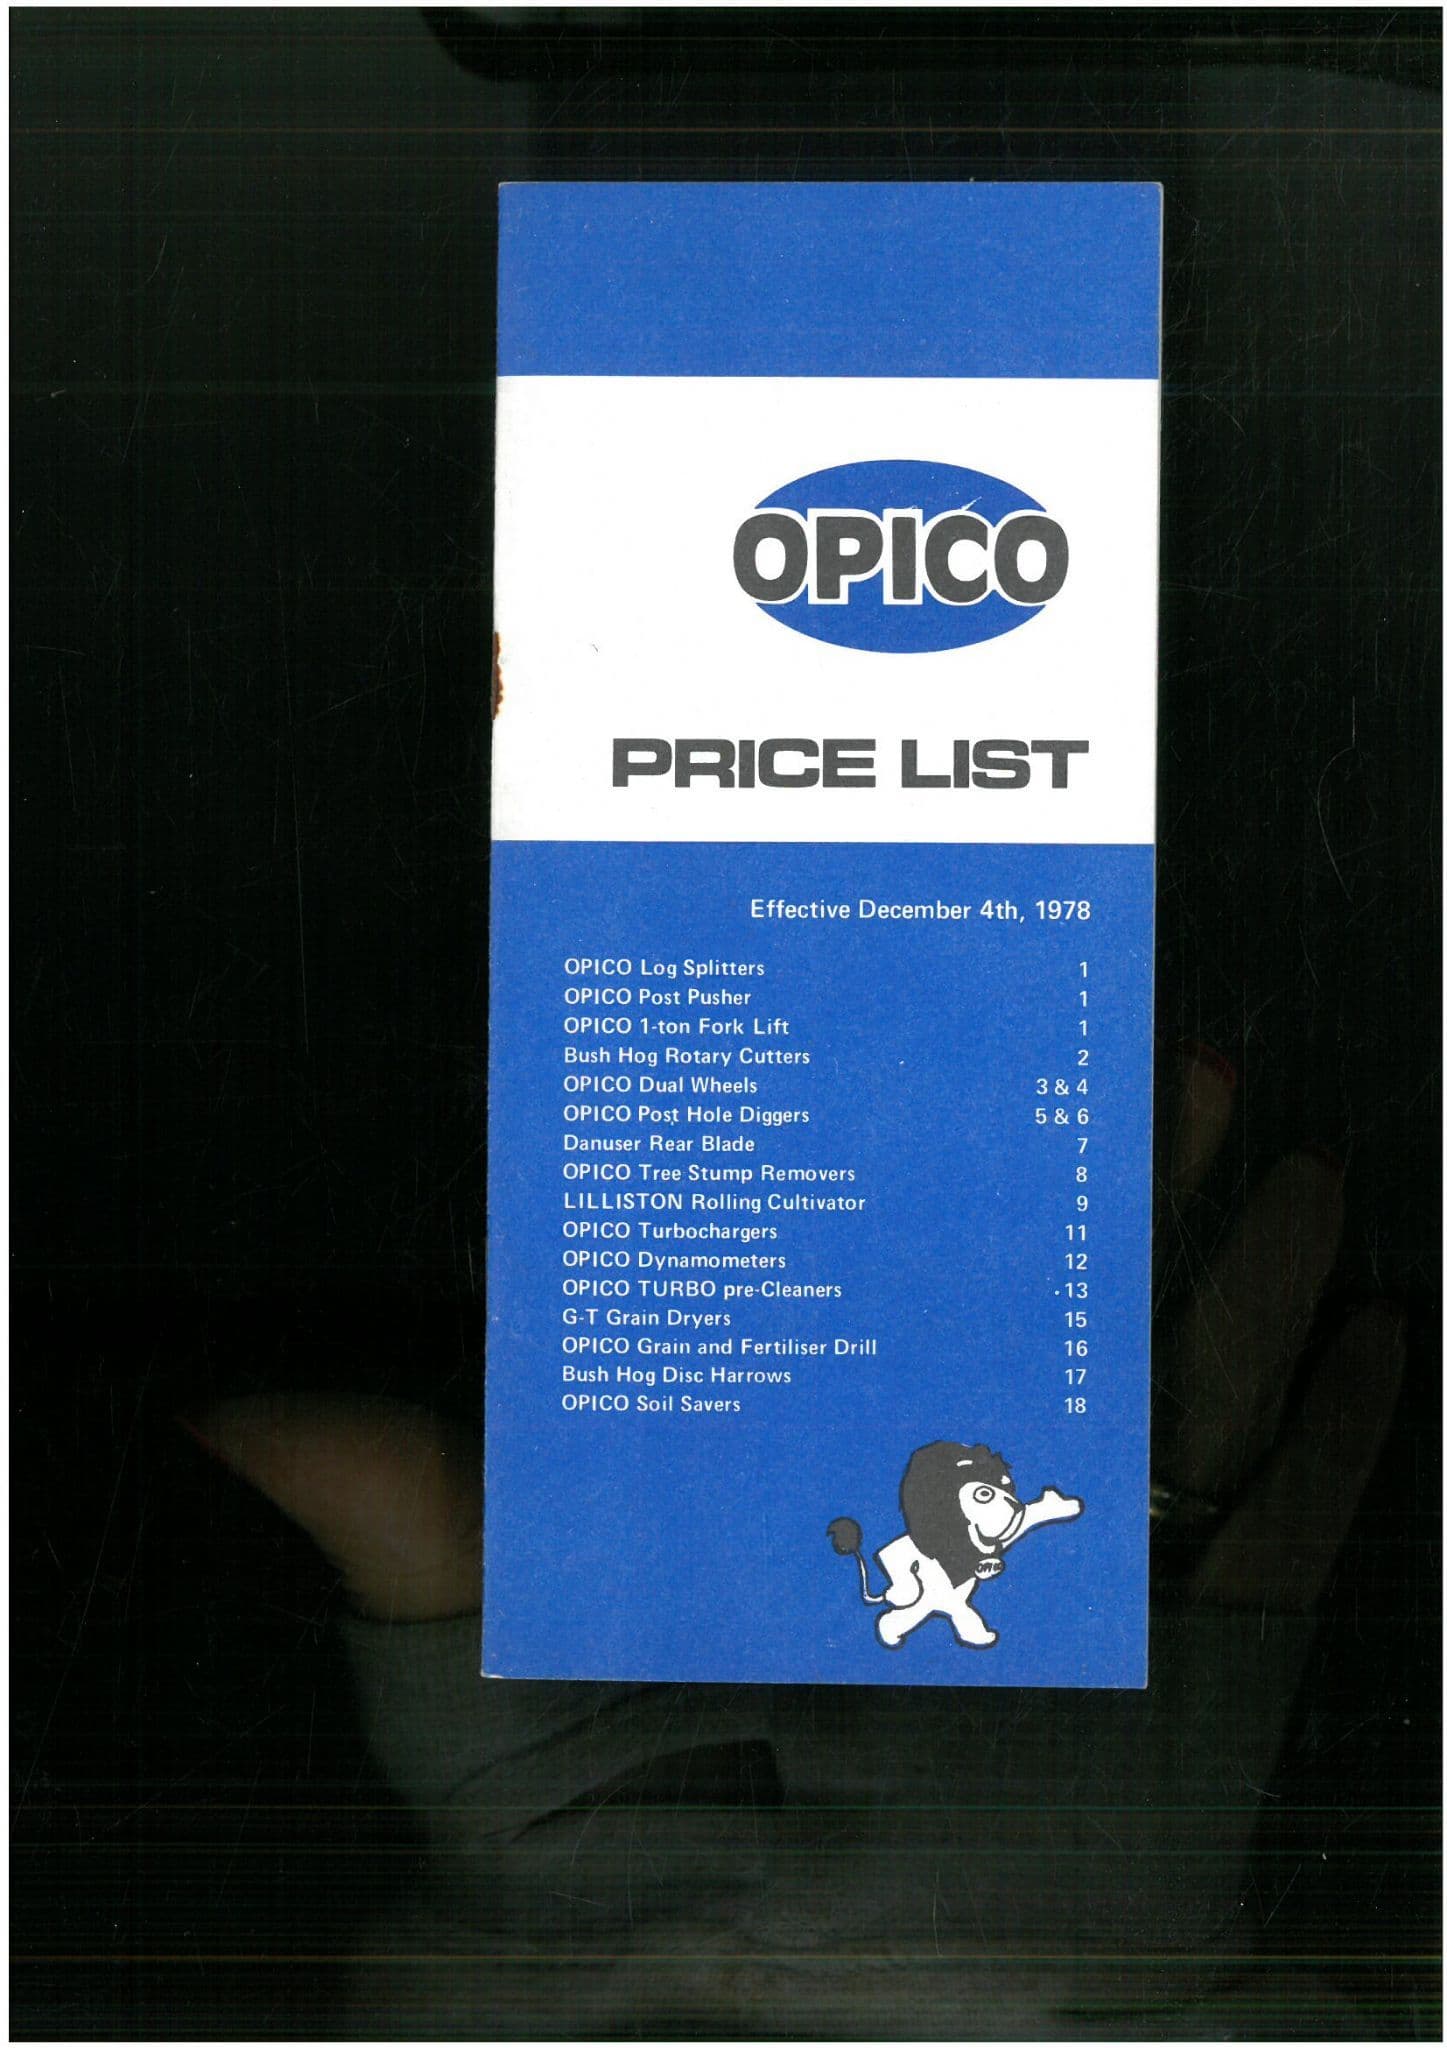 OPICO
PRICE LIST
Effective December 4th, 1978
OPICO Log Splitters 1
OPICO Post Pusher 1
OPICO 1-ton Fork Lift 1
Bush Hog Rotary Cutters 2
OPICO Dual Wheels 3 & 4
OPICO Post Hole Diggers 5 & 6
Danuser Rear Blade 7
OPICO Tree Stump Removers 8
LILLISTON Rolling Cultivator 9
OPICO Turbochargers 11
OPICO Dynamometers 12
OPICO TURBO pre-Cleaners 13
G-T Grain Dryers 15
OPICO Grain and Fertiliser Drill 16
Bush Hog Disc Harrows 17
OPICO Soil Savers 18
OPICO